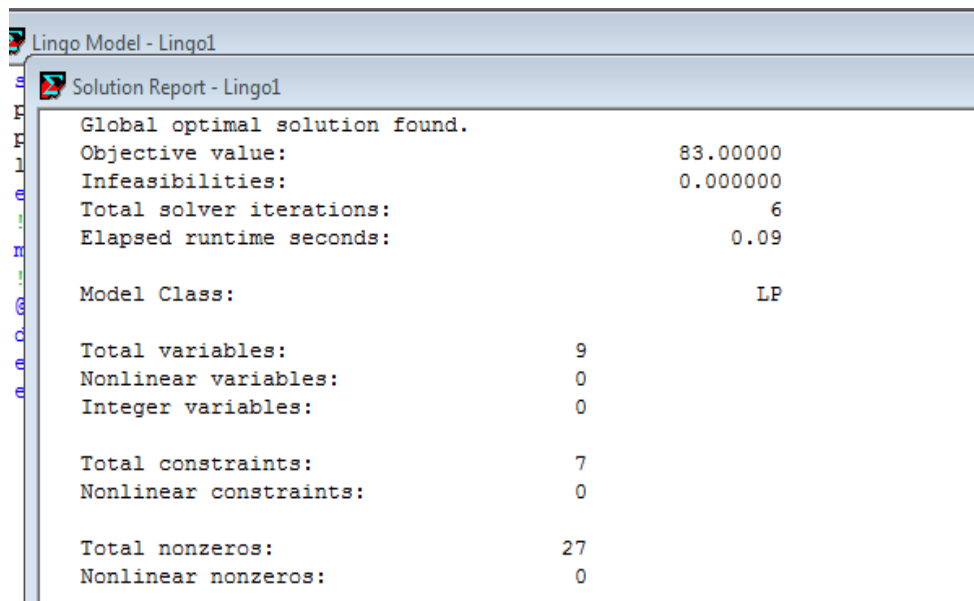 Lingo Model - Lingo1
Solution Report - Lingo1
Global optimal solution found.
Objective value: 83.00000
Infeasibilities: 0.000000
Total solver iterations: 6
Elapsed runtime seconds: 0.09
Model Class: LP
Total variables: 9
Nonlinear variables: 0
Integer variables: 0
Total constraints: 7
Nonlinear constraints: 0
Total nonzeros: 27
Nonlinear nonzeros: 0